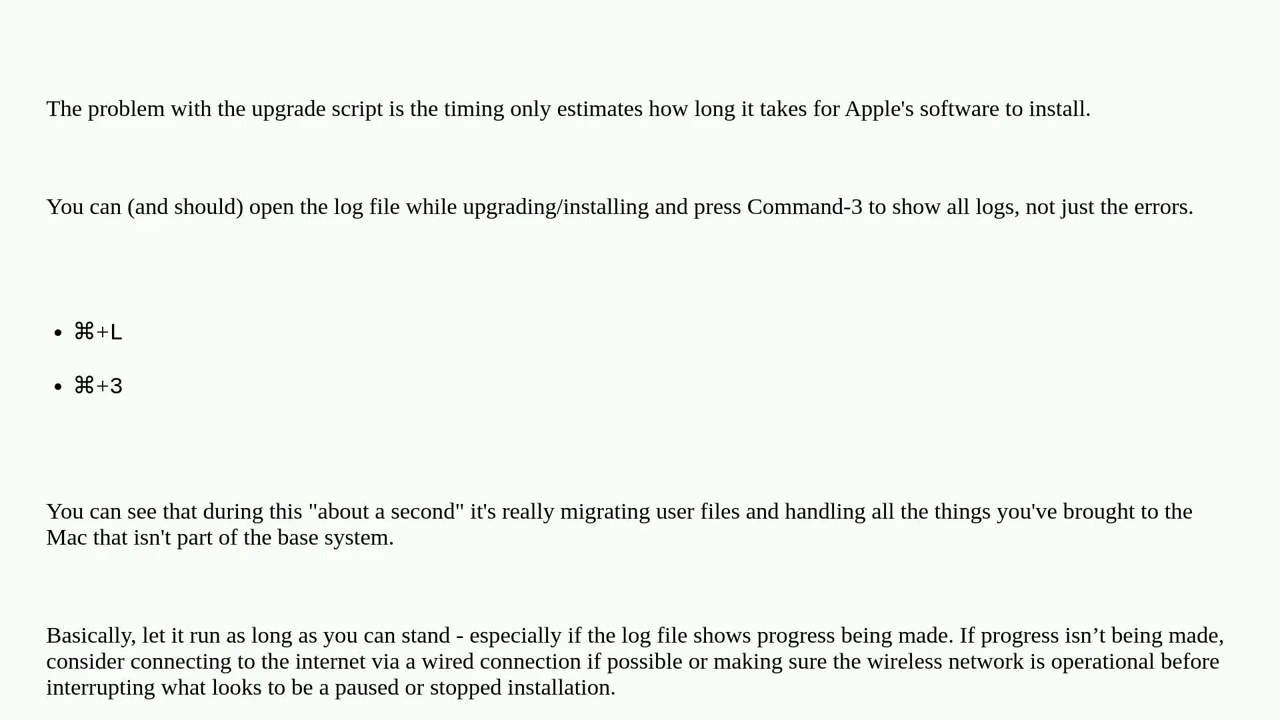 The problem with the upgrade script is the timing only estimates how long it takes for Apple's software to install.
You can (and should) open the log file while upgrading/installing and press Command-3 to show all logs, not just the errors.
• ⌘+L
• ⌘+3
You can see that during this "about a second" it's really migrating user files and handling all the things you've brought to the
Mac that isn't part of the base system.
Basically, let it run as long as you can stand - especially if the log file shows progress being made. If progress isn’t being made,
consider connecting to the internet via a wired connection if possible or making sure the wireless network is operational before
interrupting what looks to be a paused or stopped installation.